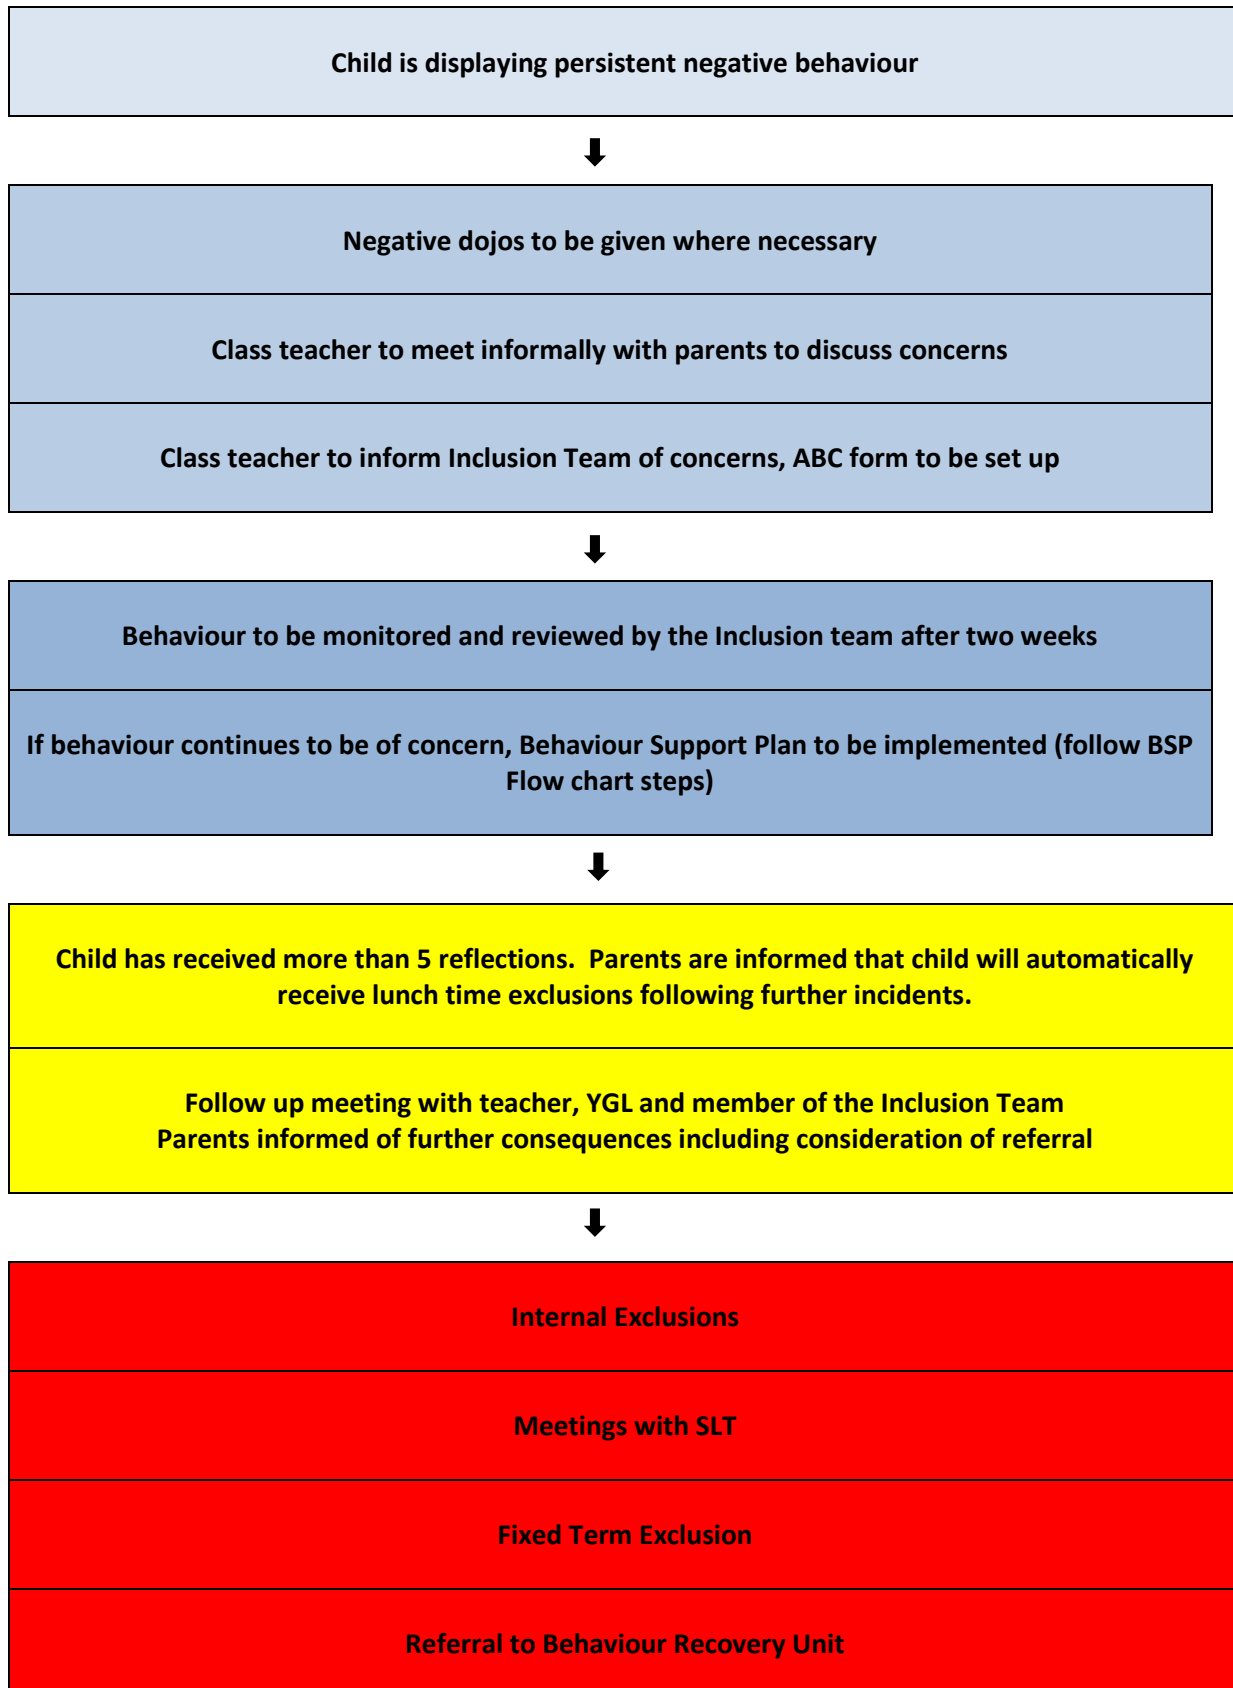 Child is displaying persistent negative behaviour
Negative dojos to be given where necessary
Class teacher to meet informally with parents to discuss concerns
Class teacher to inform Inclusion Team of concerns, ABC form to be set up
Behaviour to be monitored and reviewed by the Inclusion team after two weeks
If behaviour continues to be of concern, Behaviour Support Plan to be implemented (follow BSP
Flow chart steps)
Child has received more than 5 reflections.  Parents are informed that child will automatically
receive lunch time exclusions following further incidents.
Follow up meeting with teacher, YGL and member of the Inclusion Team
Parents informed of further consequences including consideration of referral
Internal Exclusions
Meetings with SLT
Fixed Term Exclusion
Referral to Behaviour Recovery Unit